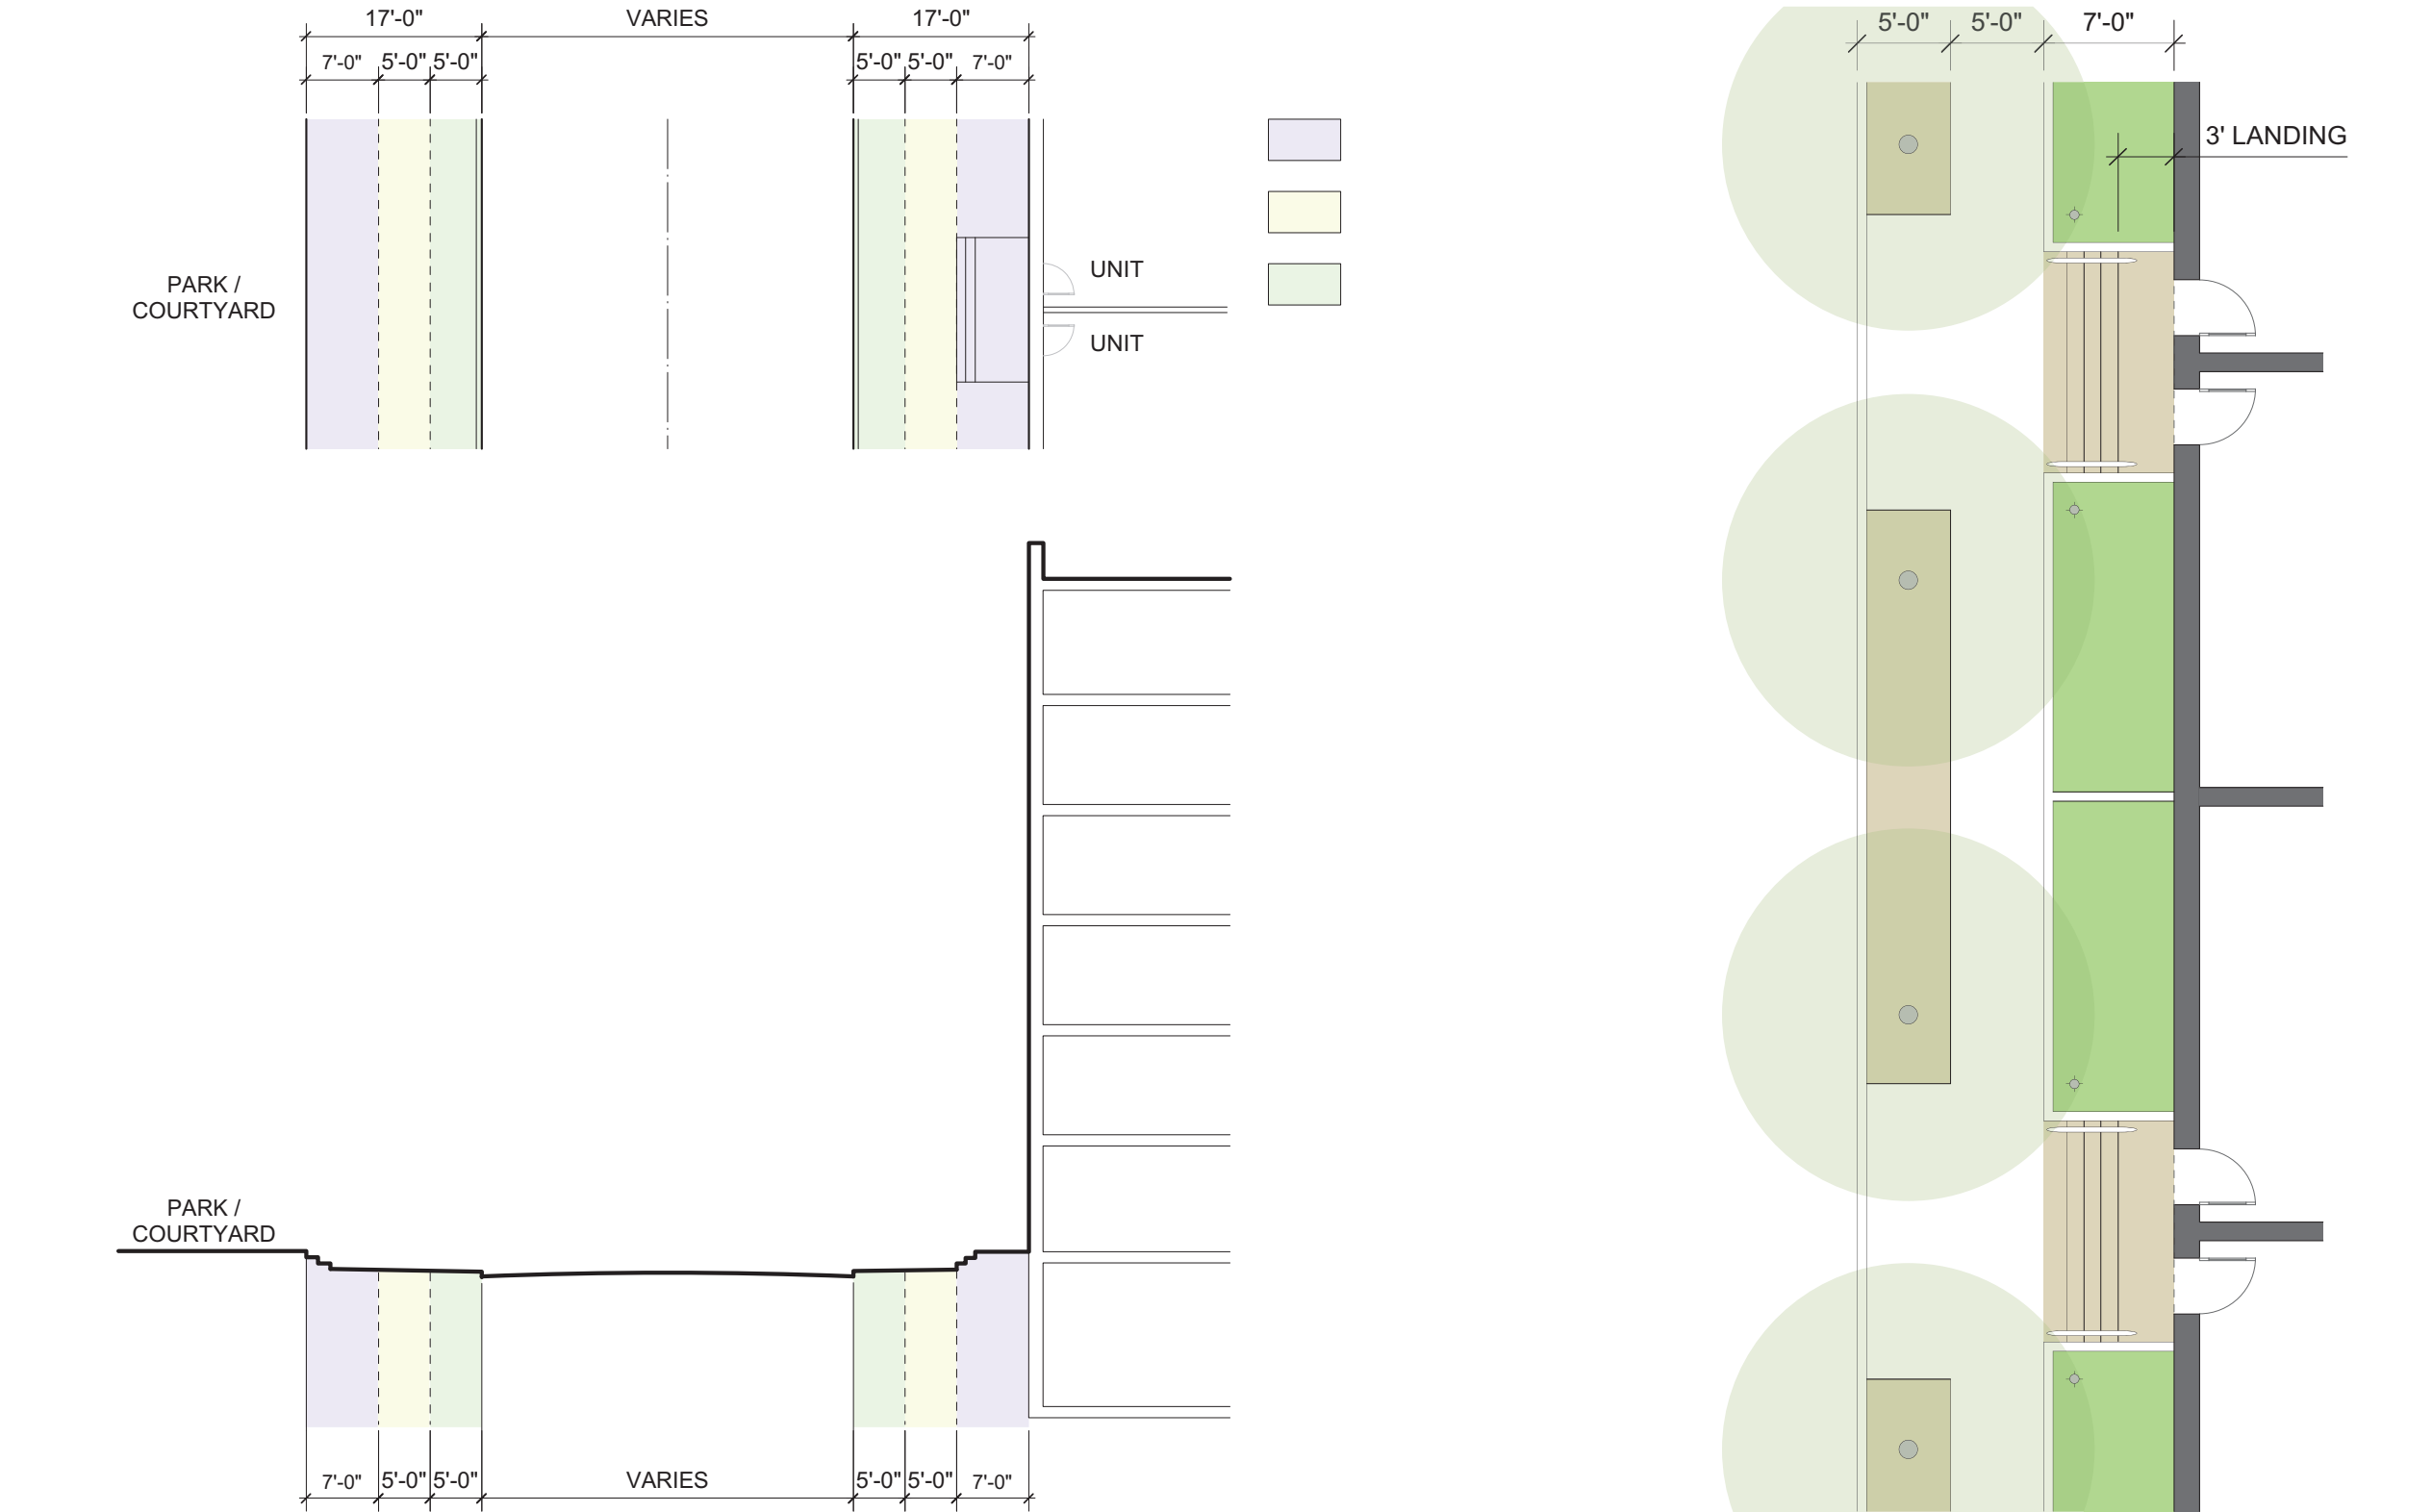 17'-0" VARIES 17'-0"
7'-0" 5'-0" 5'-0" 5'-0" 5'-0" 7'-0"
PARK /
COURTYARD
UNIT
UNIT
PARK /
COURTYARD
7'-0" 5'-0" 5'-0" VARIES 5'-0" 5'-0" 7'-0"
5'-0" 5'-0" 7'-0"
3' LANDING